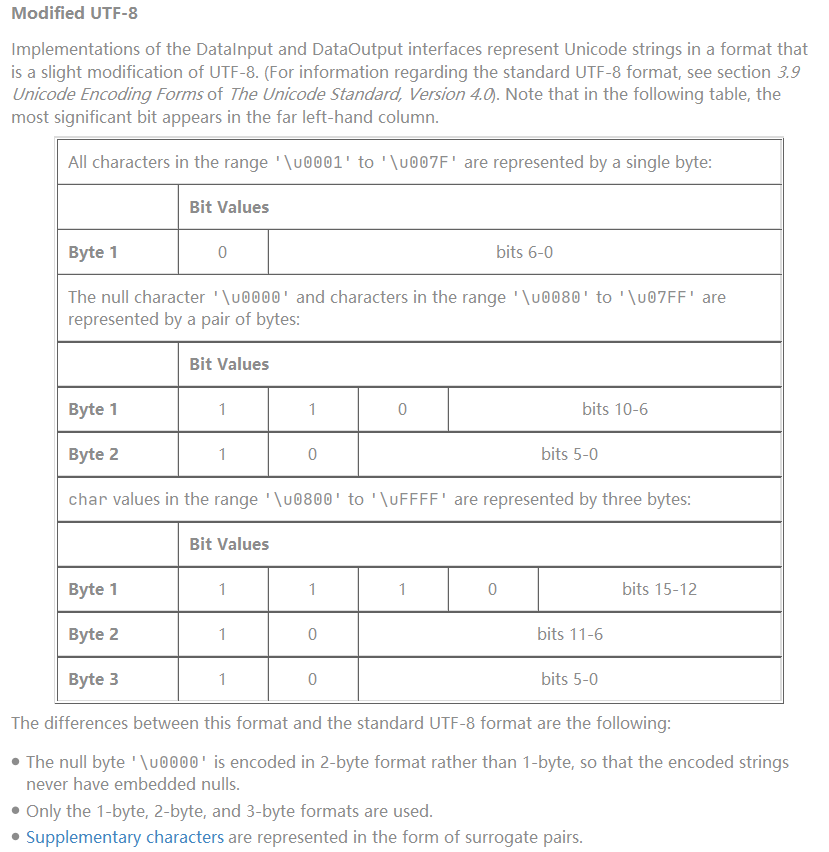 Modified UTF-8
Implementations of the DataInput and DataOutput interfaces represent Unicode strings in a format that
is a slight modification of UTF-8. (For information regarding the standard UTF-8 format, see section 3.9
Unicode Encoding Forms of The Unicode Standard, Version 4.0). Note that in the following table, the
most significant bit appears in the far left-hand column.
All characters in the range '\u0001' to '\u007F' are represented by a single byte:
Bit Values
Byte 1 0 bits 6-0
The null character '\u0000' and characters in the range '\u0080' to '\u07FF' are
represented by a pair of bytes:
Bit Values
Byte 1 1 1 0 bits 10-6
Byte 2 1 0 bits 5-0
char values in the range '\u0800' to '\uFFFF' are represented by three bytes:
Bit Values
Byte 1 1 1 1 0 bits 15-12
Byte 2 1 0 bits 11-6
Byte 3 1 0 bits 5-0
The differences between this format and the standard UTF-8 format are the following:
• The null byte '\u0000' is encoded in 2-byte format rather than 1-byte, so that the encoded strings
never have embedded nulls.
• Only the 1-byte, 2-byte, and 3-byte formats are used.
• Supplementary characters are represented in the form of surrogate pairs.